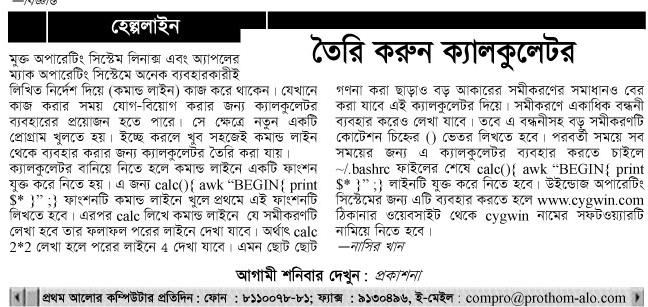 হেল্পলাইন
তৈরি করুন ক্যালকুলেটর
মুক্ত অপারেটিং সিস্টেম লিনাক্স এবং অ্যাপলের
ম্যাক অপারেটিং সিস্টেমে অনেক ব্যবহারকারীই
লিখিত নির্দেশ দিয়ে (কমান্ড লাইন) কাজ করে থাকেন। যেখানে
কাজ করার সময় যোগ-বিয়োগ করার জন্য ক্যালকুলেটর
ব্যবহারের প্রয়োজন হতে পারে। সে ক্ষেত্রে নতুন একটি
প্রোগ্রাম খুলতে হয়। ইচ্ছে করলে খুব সহজেই কমান্ড লাইন
থেকে ব্যবহার করার জন্য ক্যালকুলেটর তৈরি করা যায়।
ক্যালকুলেটর বানিয়ে নিতে হলে কমান্ড লাইনে একটি ফাংশন
যুক্ত করে নিতে হয়। এ জন্য calc(){ awk “BEGIN{ print
$* }” ;} ফাংশনটি কমান্ড লাইনে খুলে প্রথমে এই ফাংশনটি
লিখতে হবে। এরপর calc লিখে কমান্ড লাইনে যে সমীকরণটি
লেখা হবে তার ফলাফল পরের লাইনে দেখা যাবে। অর্থাৎ calc
2*2 লেখা হলে পরের লাইনে 4 দেখা যাবে। এমন ছোট ছোট
গণনা করা ছাড়াও বড় আকারের সমীকরণের সমাধানও বের
করা যাবে এই ক্যালকুলেটর দিয়ে। সমীকরণে একাধিক বন্ধনী
ব্যবহার করেও লেখা যাবে। তবে এ বন্ধনীসহ বড় সমীকরণটি
কোটেশন চিহ্নের () ভেতর লিখতে হবে। পরবর্তী সময়ে সব
সময়ের জন্য এ ক্যালকুলেটর ব্যবহার করতে চাইলে
~/.bashrc ফাইলের শেষে calc(){ awk “BEGIN{ print
$* }” ;} লাইনটি যুক্ত করে নিতে হবে। উইন্ডোজ অপারেটিং
সিস্টেমের জন্য এটি ব্যবহার করতে হলে www.cygwin.com
ঠিকানার ওয়েবসাইট থেকে cygwin নামের সফটওয়্যারটি
নামিয়ে নিতে হবে।
—নাসির খান
আগামী শনিবার দেখুন : প্রকাশনা
প্রথম আলোর কম্পিউটার প্রতিদিন : ফোন : ৮১১০০৭৮-৮১; ফ্যাক্স : ৯১৩০৪৯৬, ই-মেইল : compro@prothom-alo.com